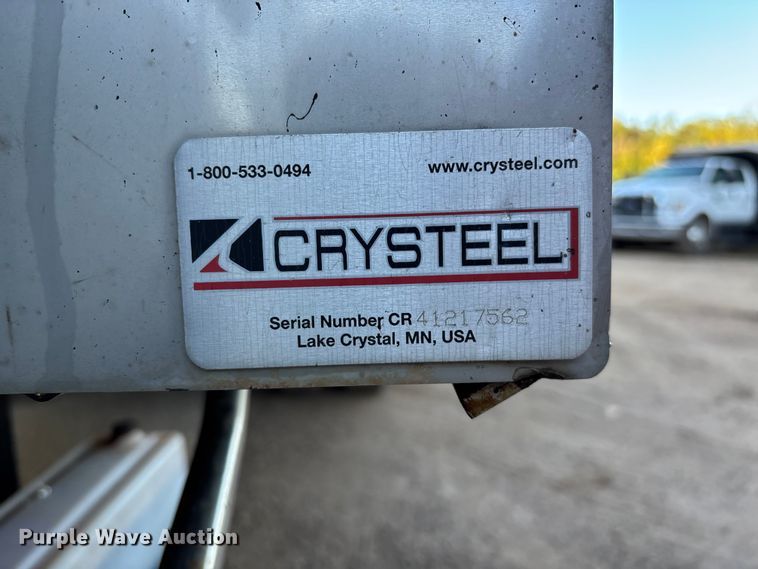 1-800-533-0494 www.crysteel.com
CRYSTEEL
Serial Number CR 41217562
Lake Crystal, MN, USA
Purple Wave Auction